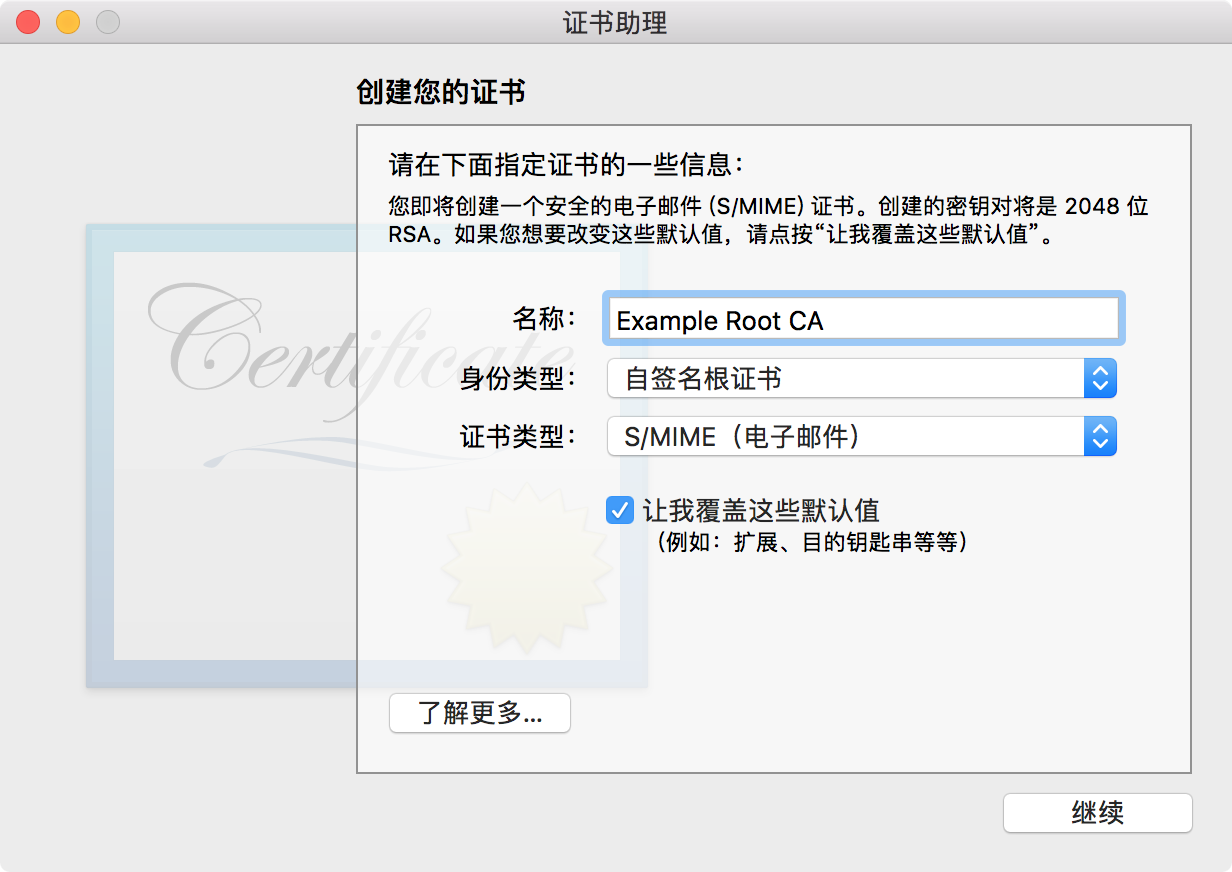 证书助理
创建您的证书
请在下面指定证书的一些信息：
您即将创建一个安全的电子邮件 (S/MIME) 证书。创建的密钥对将是 2048 位
RSA。如果您想要改变这些默认值，请点按“让我覆盖这些默认值”。
Certificate
名称： Example Root CA
身份类型： 自签名根证书
证书类型： S/MIME（电子邮件）
让我覆盖这些默认值
（例如：扩展、目的钥匙串等等）
了解更多...
继续